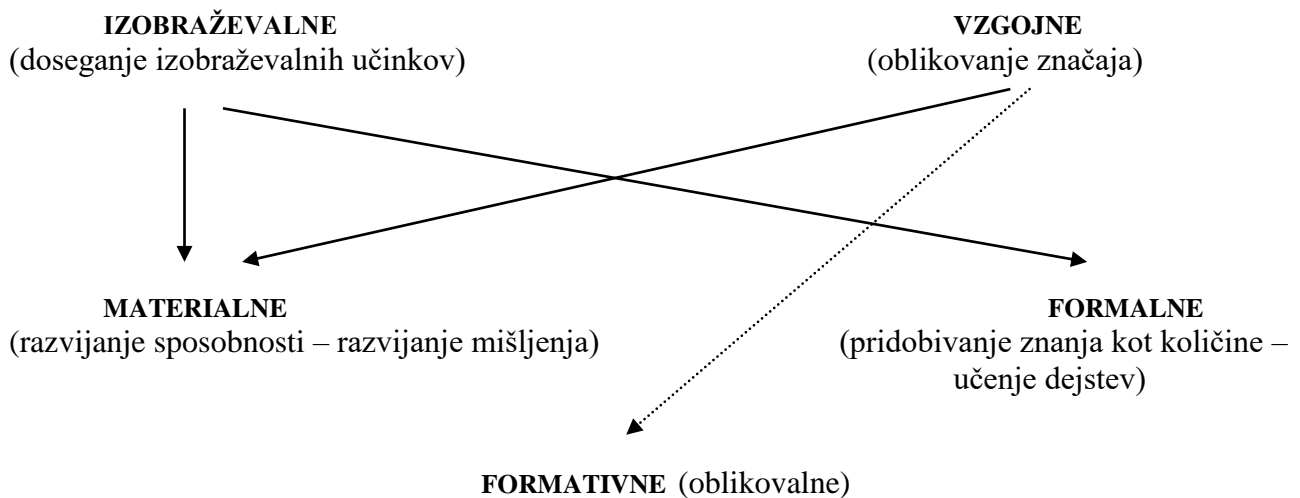 IZOBRAŽEVALNE
(doseganje izobraževalnih učinkov)
VZGOJNE
(oblikovanje značaja)
MATERIALNE
(razvijanje sposobnosti – razvijanje mišljenja)
FORMALNE
(pridobivanje znanja kot količine –
učenje dejstev)
FORMATIVNE (oblikovalne)